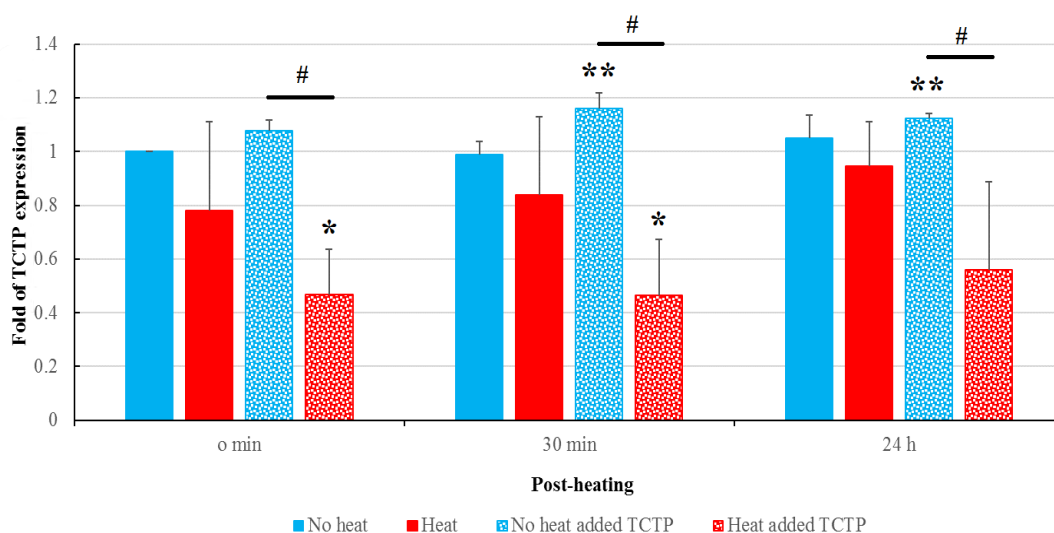 Fold of TCTP expression
1.4
1.2
1
0.8
0.6
0.4
0.2
0
#
*
#
**
*
#
**
o min
30 min
24 h
Post-heating
No heat
Heat
No heat added TCTP
Heat added TCTP